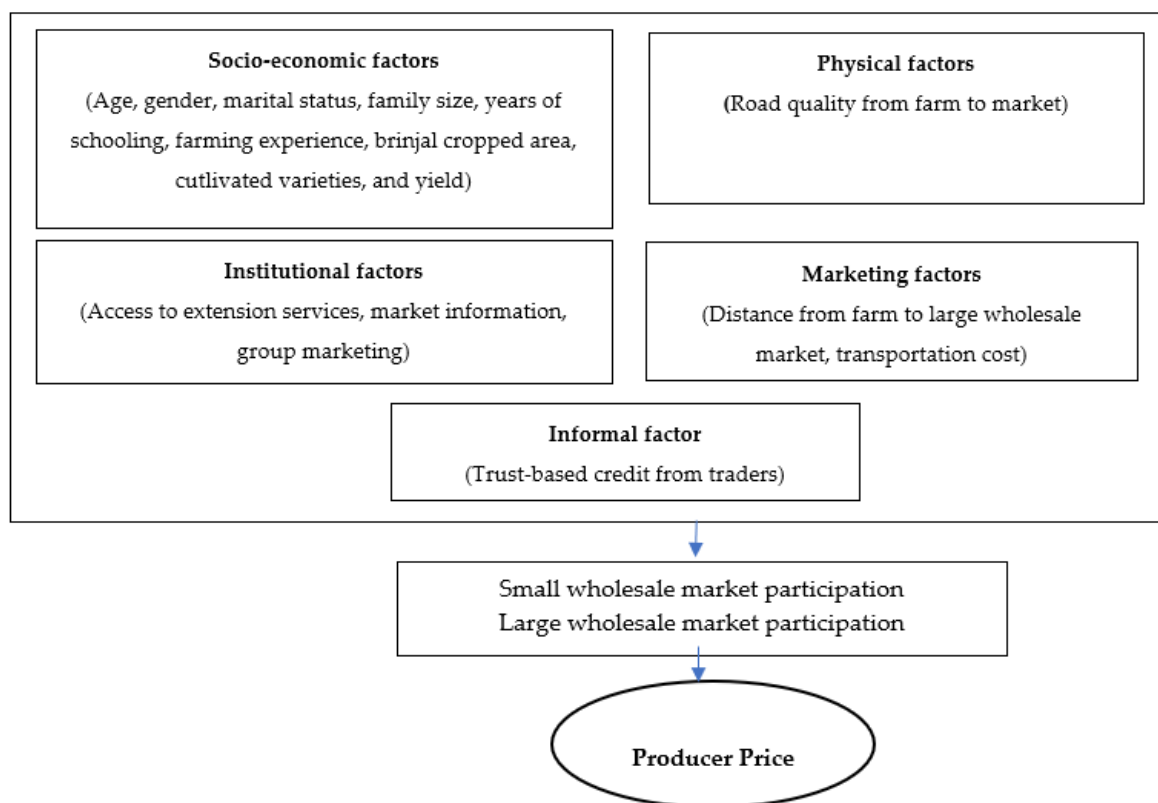 Socio-economic factors
(Age, gender, marital status, family size, years of
schooling, farming experience, brinjal cropped area,
cutlivated varieties, and yield)
Physical factors
(Road quality from farm to market)
Institutional factors
(Access to extension services, market information,
group marketing)
Marketing factors
(Distance from farm to large wholesale
market, transportation cost)
Informal factor
(Trust-based credit from traders)
Small wholesale market participation
Large wholesale market participation
Producer Price